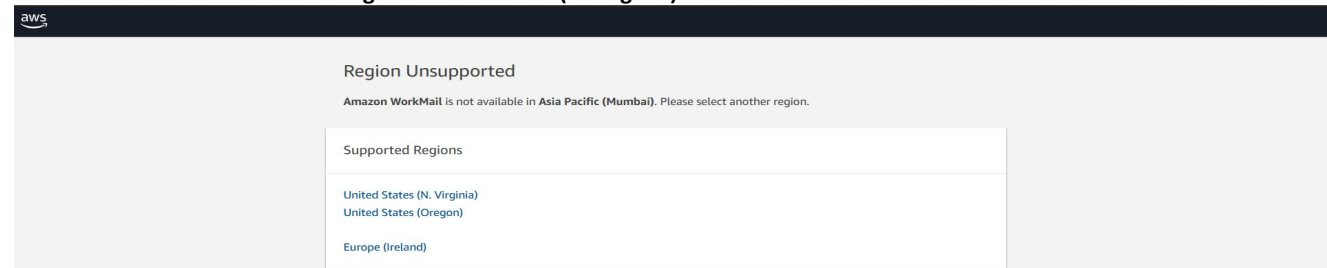 aws
Region Unsupported
Amazon WorkMail is not available in Asia Pacific (Mumbai). Please select another region.
Supported Regions
United States (N. Virginia)
United States (Oregon)
Europe (Ireland)